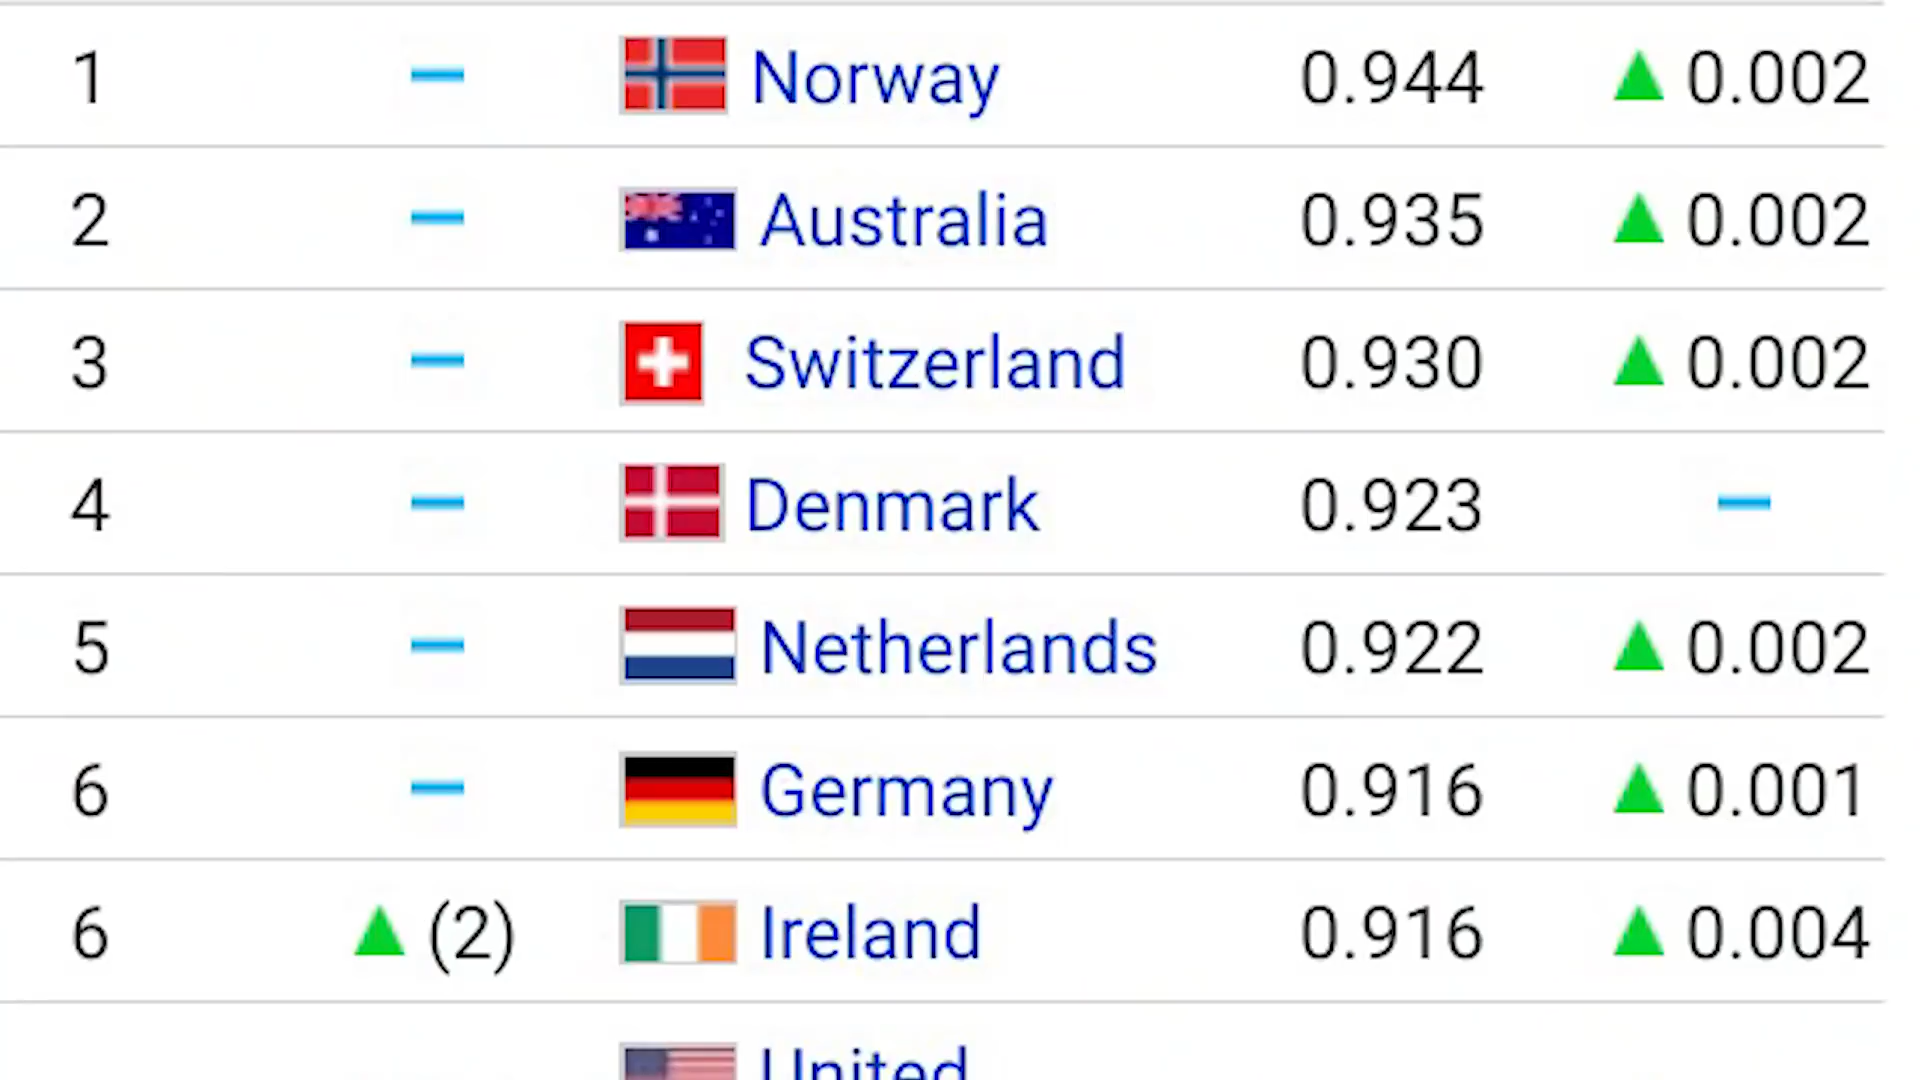 1 – Norway 0.944 ▲ 0.002
2 – Australia 0.935 ▲ 0.002
3 – Switzerland 0.930 ▲ 0.002
4 – Denmark 0.923 –
5 – Netherlands 0.922 ▲ 0.002
6 – Germany 0.916 ▲ 0.001
6 ▲ (2) Ireland 0.916 ▲ 0.004
United